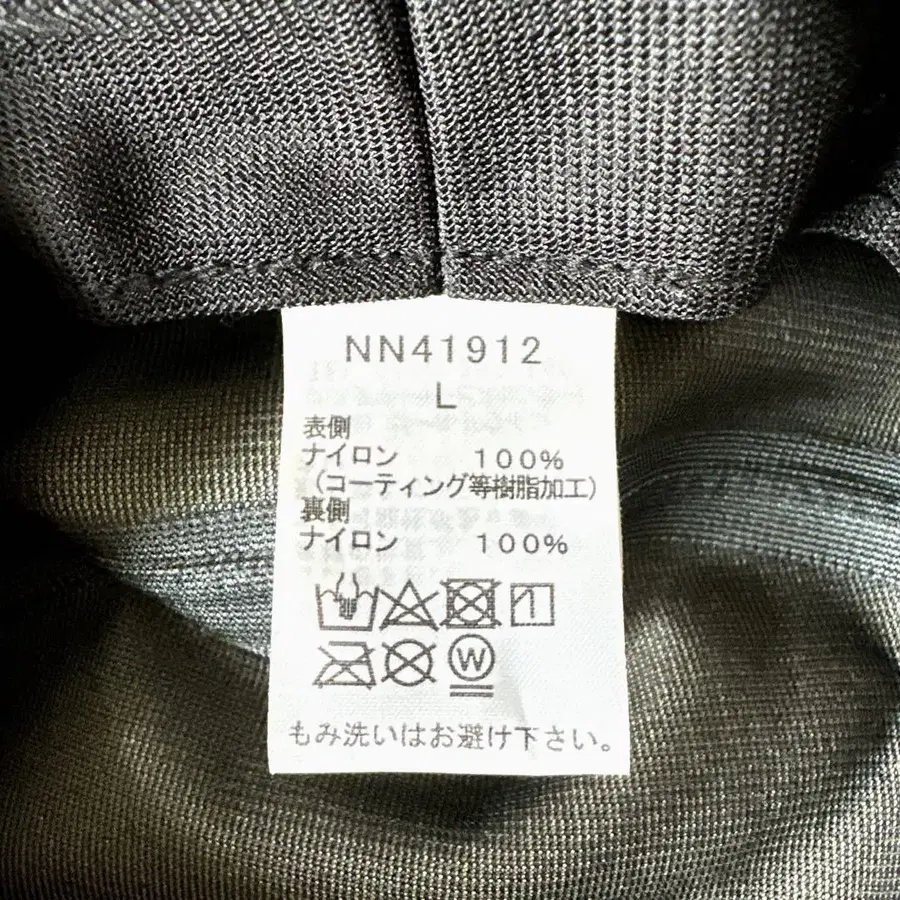 NN41912
L
表側
ナイロン 100%
（コーティング等樹脂加工）
裏側
ナイロン 100%
W
もみ洗いはお避け下さい。